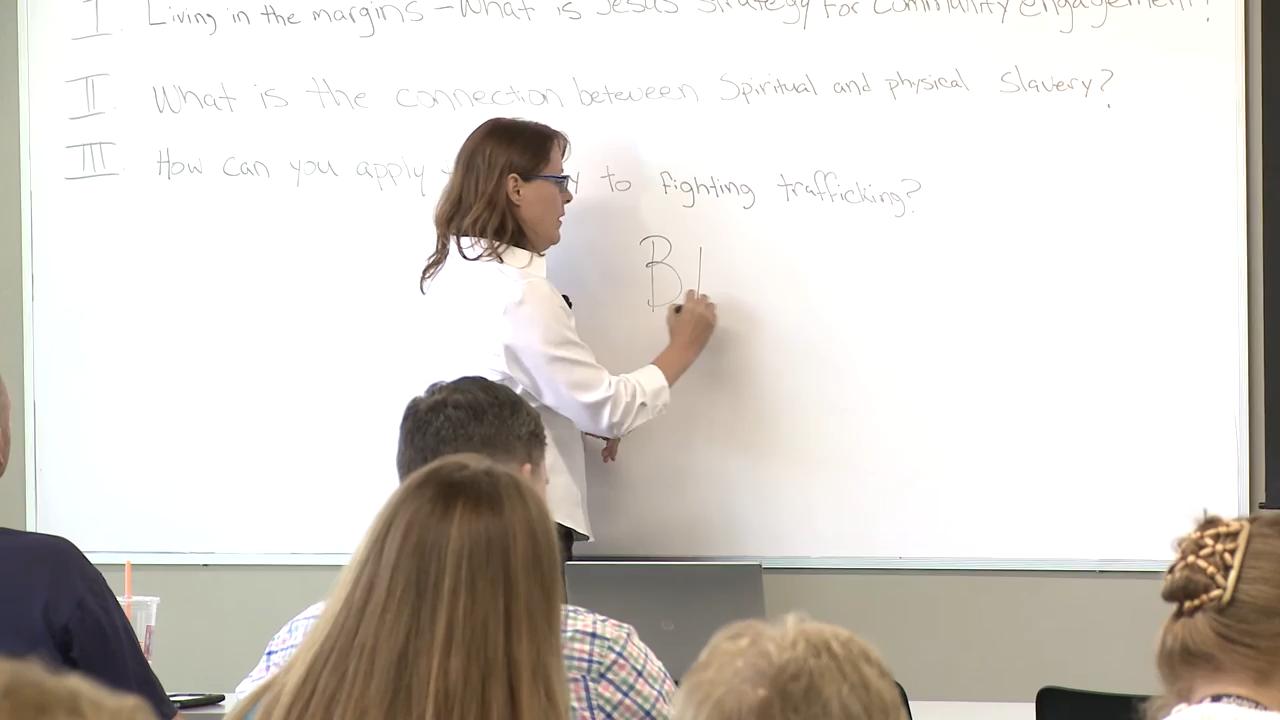 I. Living in the margins - What is Jesus strategy for community engagement?
II. What is the connection between Spiritual and physical Slavery?
III. How can you apply to fighting trafficking?
B